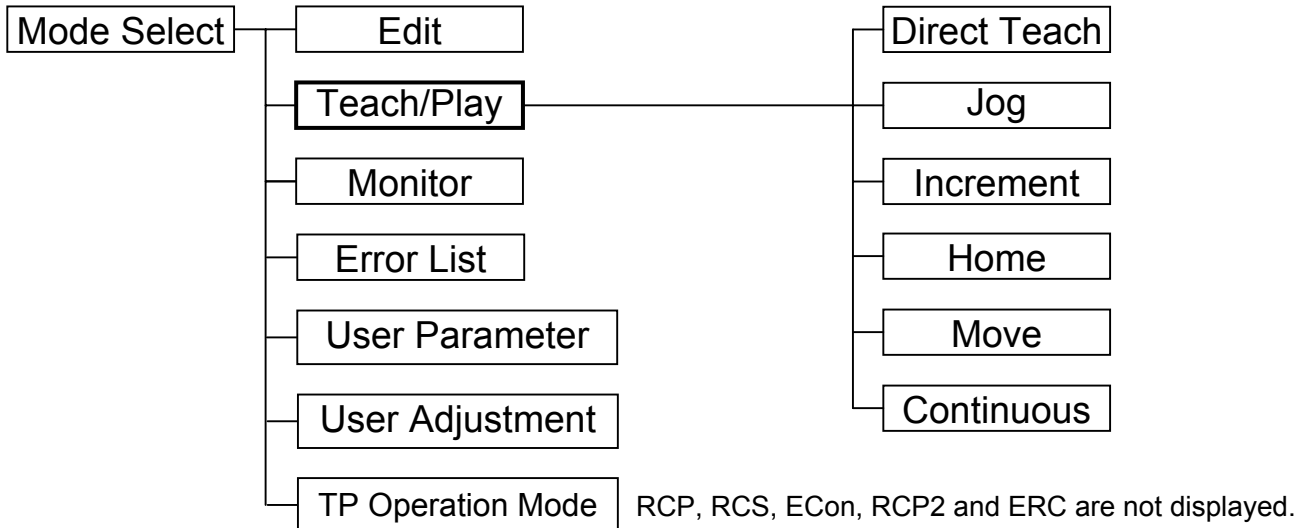 Mode Select
Edit
Direct Teach
Teach/Play
Jog
Monitor
Increment
Error List
Home
User Parameter
Move
User Adjustment
Continuous
TP Operation Mode
RCP, RCS, ECon, RCP2 and ERC are not displayed.